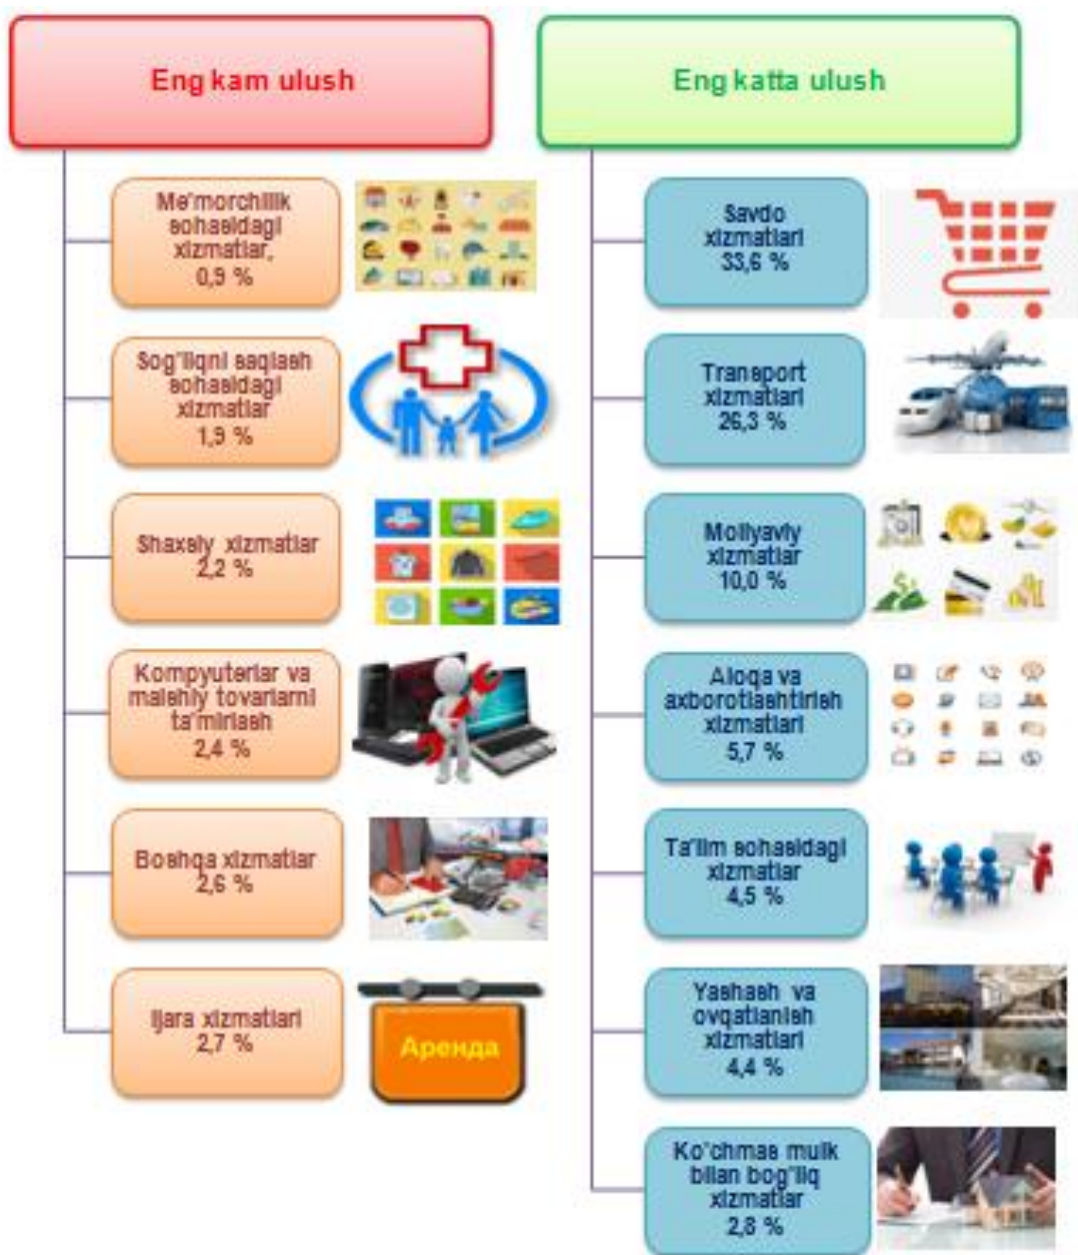 Eng kam ulush
Me'morchilik
sohasidagi
xizmatlar,
0,9 %
Sog'liqni saqlash
sohasidagi
xizmatlar
1,9 %
Shaxsiy xizmatlar
2,2 %
Kompyuterlar va
maishiy tovarlarni
ta'mirlash
2,4 %
Boshqa xizmatlar
2,6 %
Ijara xizmatlari
2,7 %
Аренда
Eng katta ulush
Savdo
xizmatlari
33,6 %
Transport
xizmatlari
26,3 %
Moliyaviy
xizmatlar
10,0 %
Aloqa va
axborotlashtirish
xizmatlari
5,7 %
Ta'lim sohasidagi
xizmatlar
4,5 %
Yashash va
ovqatlanish
xizmatlari
4,4 %
Ko'chmas mulk
bilan bog'liq
xizmatlar
2,8 %